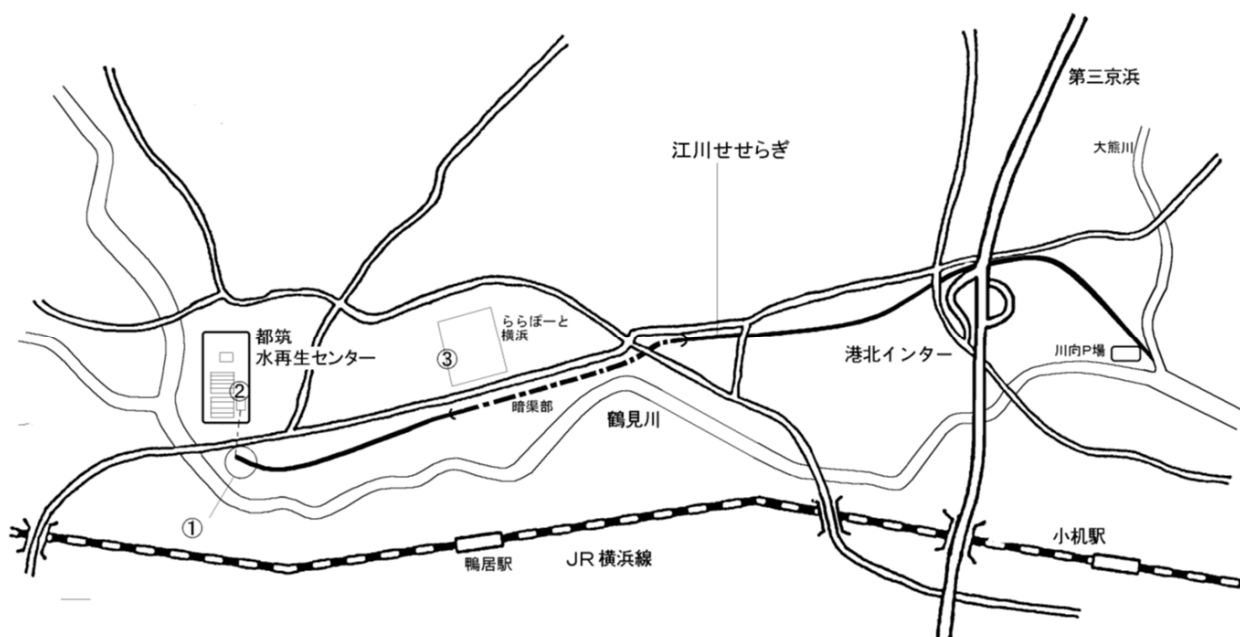 第三京浜
大熊川
江川せせらぎ
都筑
水再生センター
ららぽーと
横浜
③
②
港北インター
川向P場
暗渠部
鶴見川
①
鴨居駅
JR横浜線
小机駅